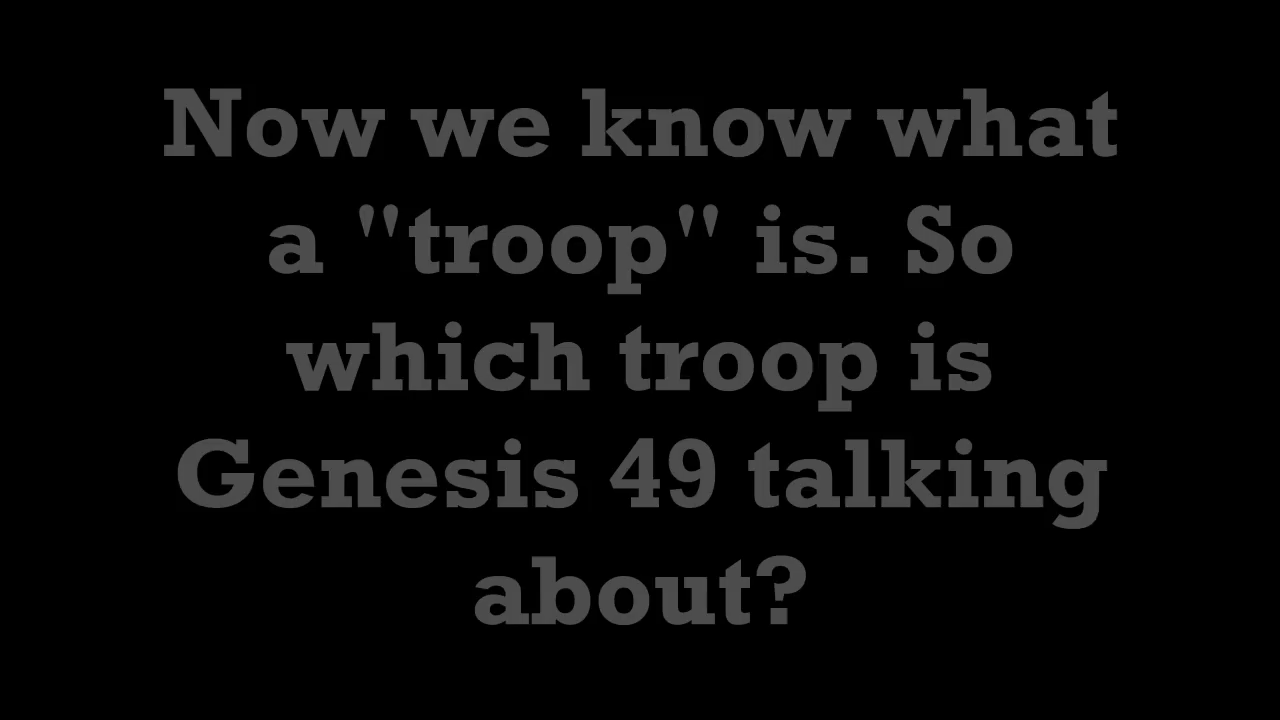 Now we know what
a "troop" is. So
which troop is
Genesis 49 talking
about?